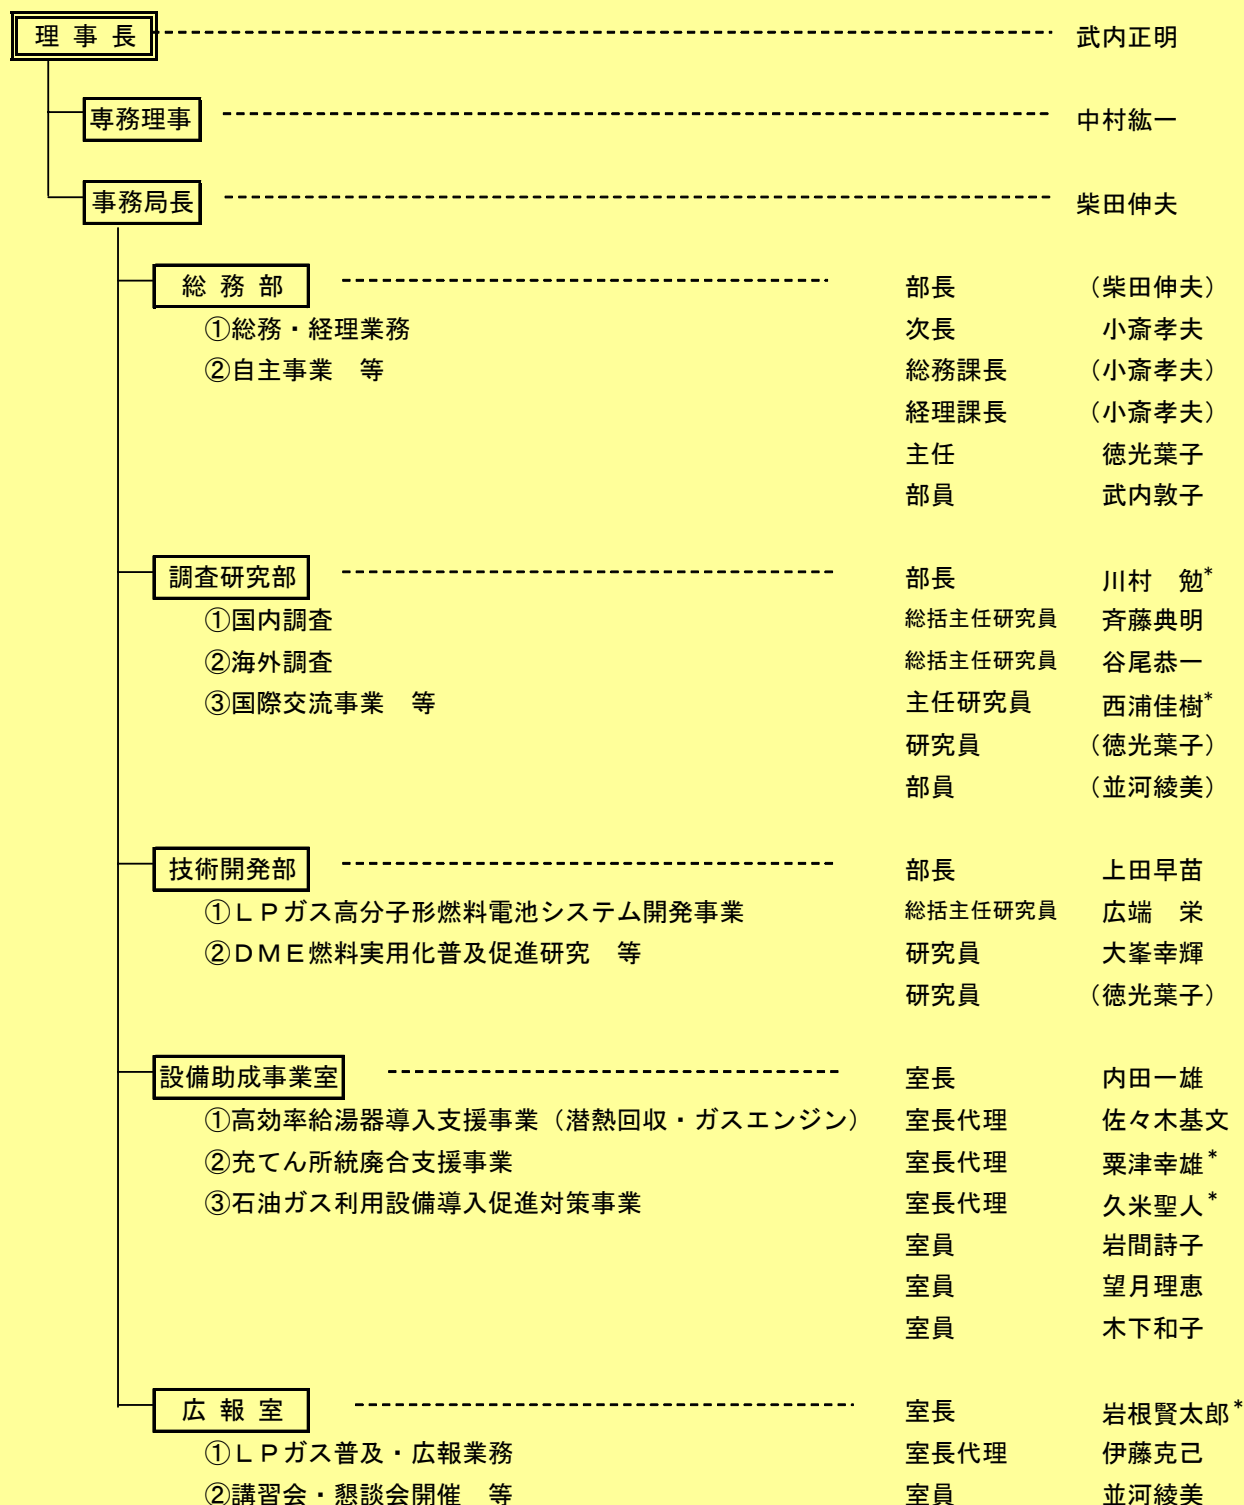 理事長 武内正明
専務理事 中村紘一
事務局長 柴田伸夫
総務部 部長 （柴田伸夫）
①総務・経理業務 次長 小斎孝夫
②自主事業　等 総務課長 （小斎孝夫）
経理課長 （小斎孝夫）
主任 徳光葉子
部員 武内敦子
調査研究部 部長 川村　勉*
①国内調査 総括主任研究員 斉藤典明
②海外調査 総括主任研究員 谷尾恭一
③国際交流事業　等 主任研究員 西浦佳樹*
研究員 （徳光葉子）
部員 （並河綾美）
技術開発部 部長 上田早苗
①ＬＰガス高分子形燃料電池システム開発事業 総括主任研究員 広端　栄
②ＤＭＥ燃料実用化普及促進研究　等 研究員 大峯幸輝
研究員 （徳光葉子）
設備助成事業室 室長 内田一雄
①高効率給湯器導入支援事業（潜熱回収・ガスエンジン） 室長代理 佐々木基文
②充てん所統廃合支援事業 室長代理 粟津幸雄*
③石油ガス利用設備導入促進対策事業 室長代理 久米聖人*
室員 岩間詩子
室員 望月理恵
室員 木下和子
広報室 室長 岩根賢太郎*
①ＬＰガス普及・広報業務 室長代理 伊藤克己
②講習会・懇談会開催　等 室員 並河綾美